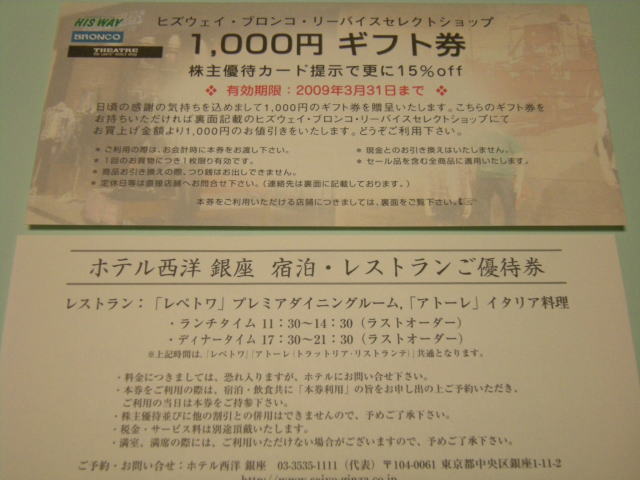 HIS WAY
BRONCO
THEATRE
ヒズウェイ・ブロンコ・リーバイスセレクトショップ
1,000円 ギフト券
株主優待カード提示で更に15%off
❖ 有効期限：2009年3月31日まで ❖
日頃の感謝の気持ちを込めまして1,000円のギフト券を贈呈いたします。こちらのギフト券を
お持ちいただければ裏面記載のヒズウェイ・ブロンコ・リーバイスセレクトショップにて
お買上げ金額より1,000円のお値引きをいたします。どうぞご利用下さい。
※ ご利用の際は、お会計時に本券をお渡し下さい。
※ 現金とのお引き換えはいたしません。
※ 1回のお買物につき1枚限り有効です。
※ セール品を含む全商品に適用いたします。
※ 商品お引き換えの際、つり銭はお出しできません。
※ 定休日等は直接店舗へお問合せ下さい。（連絡先は裏面に記載しております。）
本券をご利用いただける店舗につきましては、裏面をご覧下さい。☞
ホテル西洋 銀座 宿泊・レストランご優待券
レストラン：「レペトワ」プレミアダイニングルーム,「アトーレ」イタリア料理
・ランチタイム 11：30～14：30（ラストオーダー）
・ディナータイム 17：30～21：30（ラストオーダー）
※上記時間は、「レペトワ」「アトーレ（トラットリア・リストランテ）」共通となります。
・料金につきましては、恐れ入りますが、ホテルにお問い合せ下さい。
・本券をご利用の際は、宿泊・飲食共に「本券利用」の旨をお申し出の上ご予約いただき、
ご利用の当日は本券をご持参下さい。
・株主優待並びに他の割引との併用はできませんので、予めご了承下さい。
・税金・サービス料は別途頂戴いたします。
・満室、満席の際には、ご利用いただけない場合がございますので、予めご了承下さい。
ご予約・お問い合せ：ホテル西洋 銀座 03-3535-1111（代表）〒104-0061 東京都中央区銀座1-11-2
http://www.seiyo-ginza.co.jp